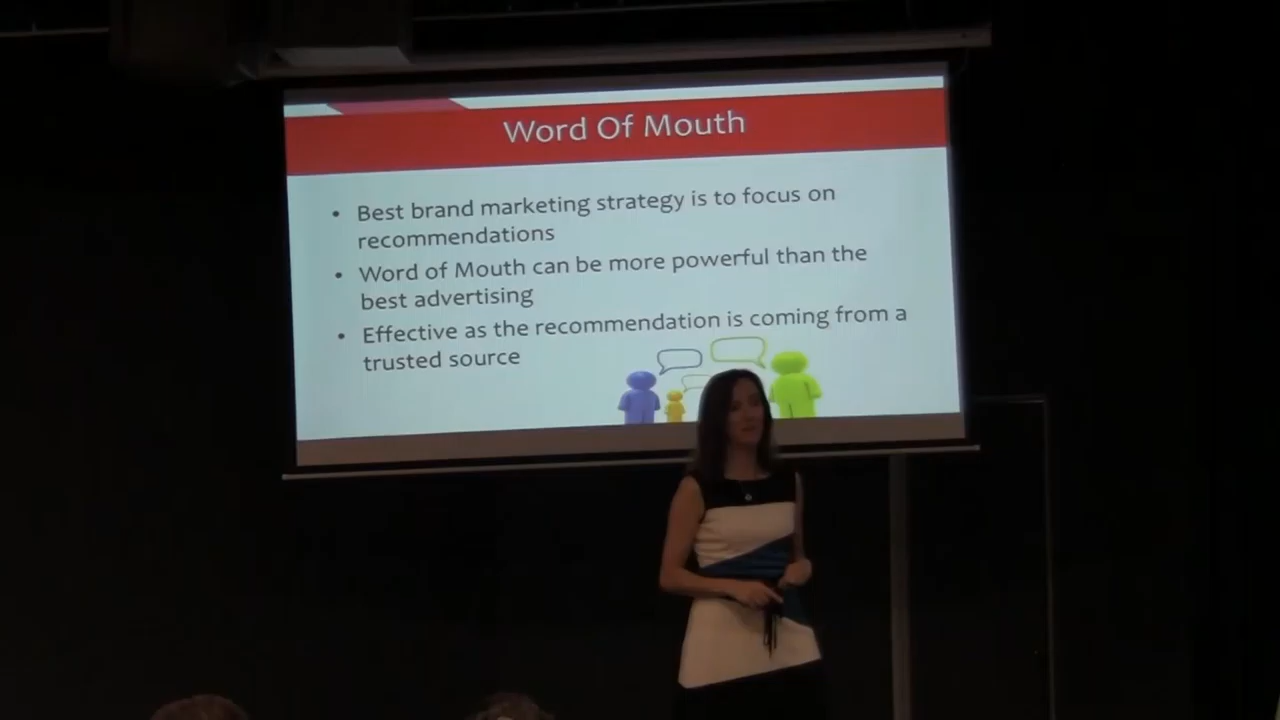 Word Of Mouth
• Best brand marketing strategy is to focus on
recommendations
• Word of Mouth can be more powerful than the
best advertising
• Effective as the recommendation is coming from a
trusted source